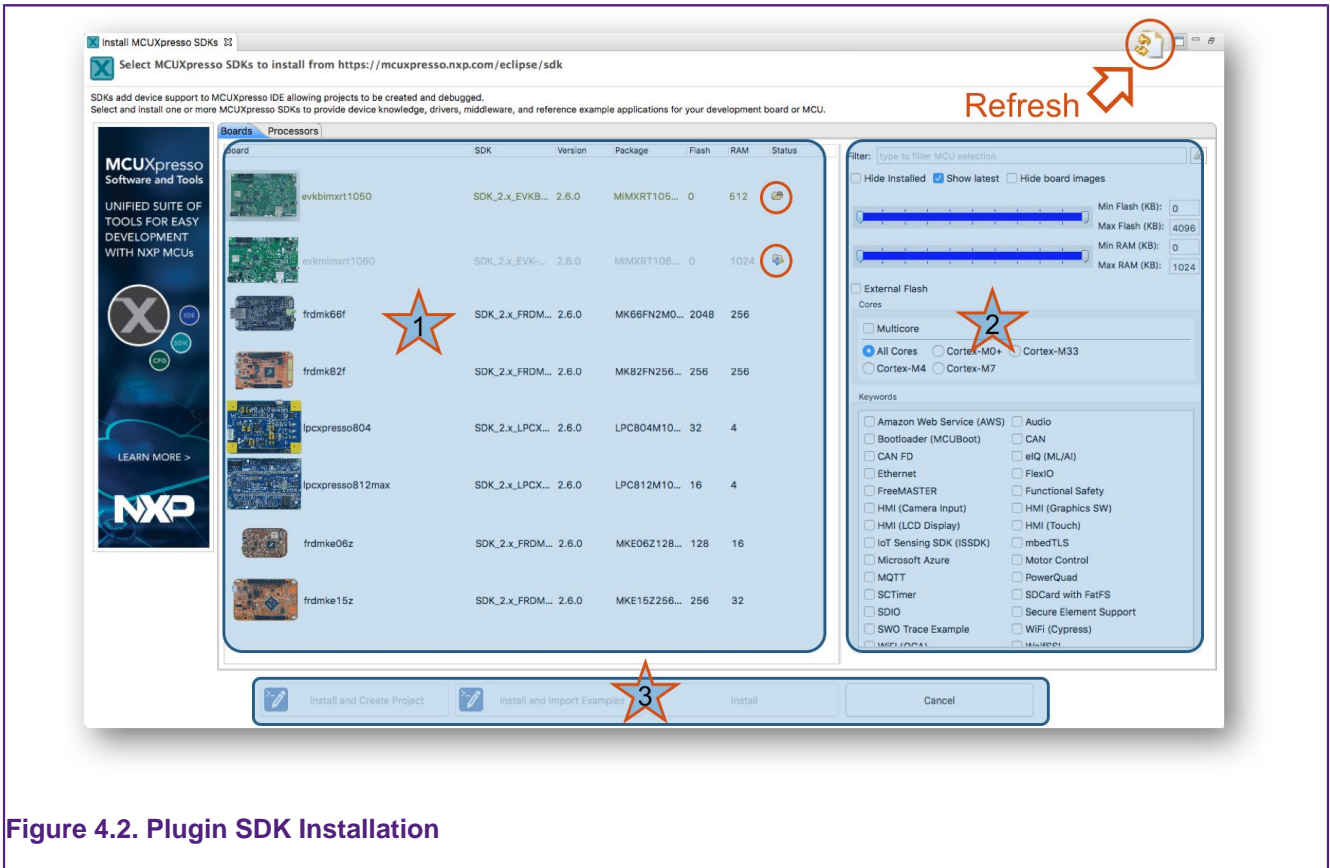 Install MCUXpresso SDKs
Select MCUXpresso SDKs to install from https://mcuxpresso.nxp.com/eclipse/sdk
Refresh
SDKs add device support to MCUXpresso IDE allowing projects to be created and debugged.
Select and install one or more MCUXpresso SDKs to provide device knowledge, drivers, middleware, and reference example applications for your development board or MCU.
MCUXpresso
Software and Tools
UNIFIED SUITE OF
TOOLS FOR EASY
DEVELOPMENT
WITH NXP MCUs
IDE
SDK
CFG
LEARN MORE >
NXP
Boards Processors
Board SDK Version Package Flash RAM Status
evkbimxrt1050 SDK_2.x_EVKB... 2.6.0 MIMXRT105... 0 512
evkmimxrt1060 SDK_2.x_EVK-... 2.6.0 MIMXRT106... 0 1024
frdmk66f SDK_2.x_FRDM... 2.6.0 MK66FN2M0... 2048 256
1
frdmk82f SDK_2.x_FRDM... 2.6.0 MK82FN256... 256 256
lpcxpresso804 SDK_2.x_LPCX... 2.6.0 LPC804M10... 32 4
lpcxpresso812max SDK_2.x_LPCX... 2.6.0 LPC812M10... 16 4
frdmke06z SDK_2.x_FRDM... 2.6.0 MKE06Z128... 128 16
frdmke15z SDK_2.x_FRDM... 2.6.0 MKE15Z256... 256 32
Filter: type to filter MCU selection
Hide Installed Show latest Hide board images
Min Flash (KB): 0
Max Flash (KB): 4096
Min RAM (KB): 0
Max RAM (KB): 1024
External Flash
Cores
2
Multicore
All Cores Cortex-M0+ Cortex-M33
Cortex-M4 Cortex-M7
Keywords
Amazon Web Service (AWS) Audio
Bootloader (MCUBoot) CAN
CAN FD eIQ (ML/AI)
Ethernet FlexIO
FreeMASTER Functional Safety
HMI (Camera Input) HMI (Graphics SW)
HMI (LCD Display) HMI (Touch)
IoT Sensing SDK (ISSDK) mbedTLS
Microsoft Azure Motor Control
MQTT PowerQuad
SCTimer SDCard with FatFS
SDIO Secure Element Support
SWO Trace Example WiFi (Cypress)
WiFi (QCA) WolfSSL
Install and Create Project Install and Import Examples Install Cancel
3
Figure 4.2. Plugin SDK Installation